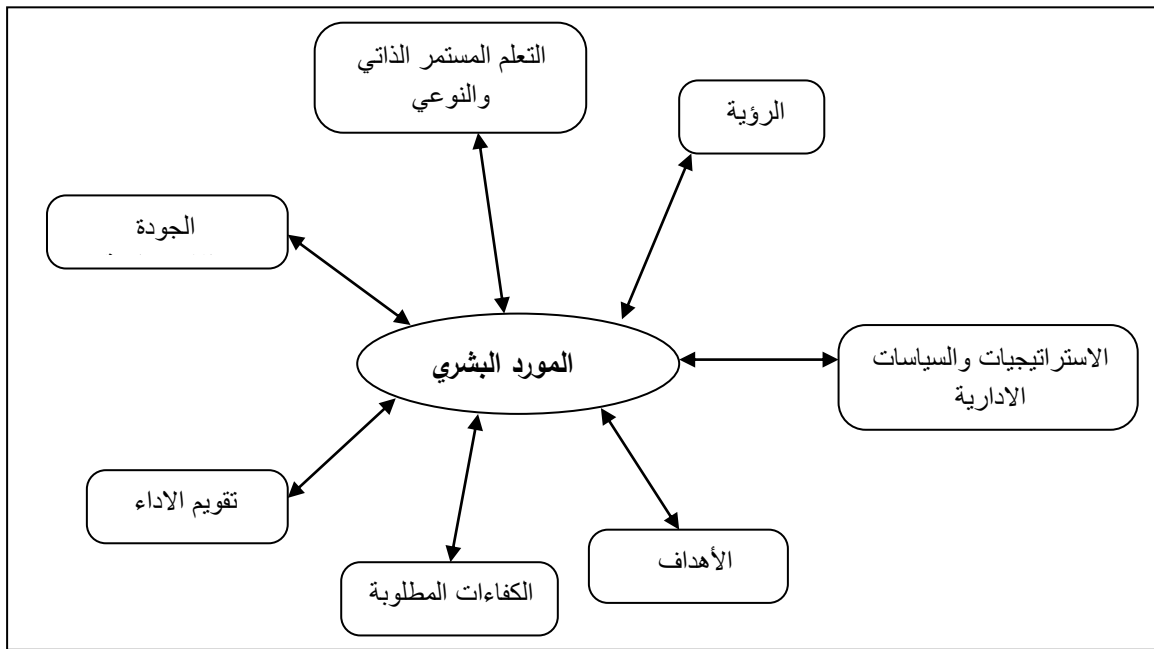 التعلم المستمر الذاتي
والنوعي
الرؤية
الجودة
المورد البشري
الاستراتيجيات والسياسات
الادارية
تقويم الاداء
الأهداف
الكفاءات المطلوبة